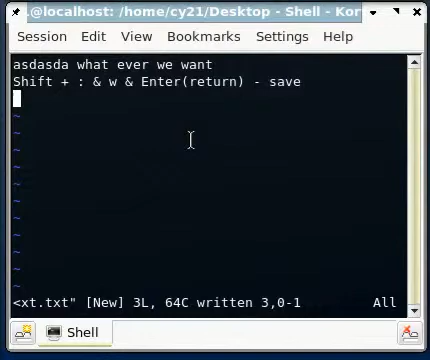 @localhost: /home/cy21/Desktop - Shell - Kor
Session Edit View Bookmarks Settings Help
asdasda what ever we want
Shift + : & w & Enter(return) - save
~
~
~
~
~
~
~
~
~
~
~
<xt.txt" [New] 3L, 64C written 3,0-1 All
Shell